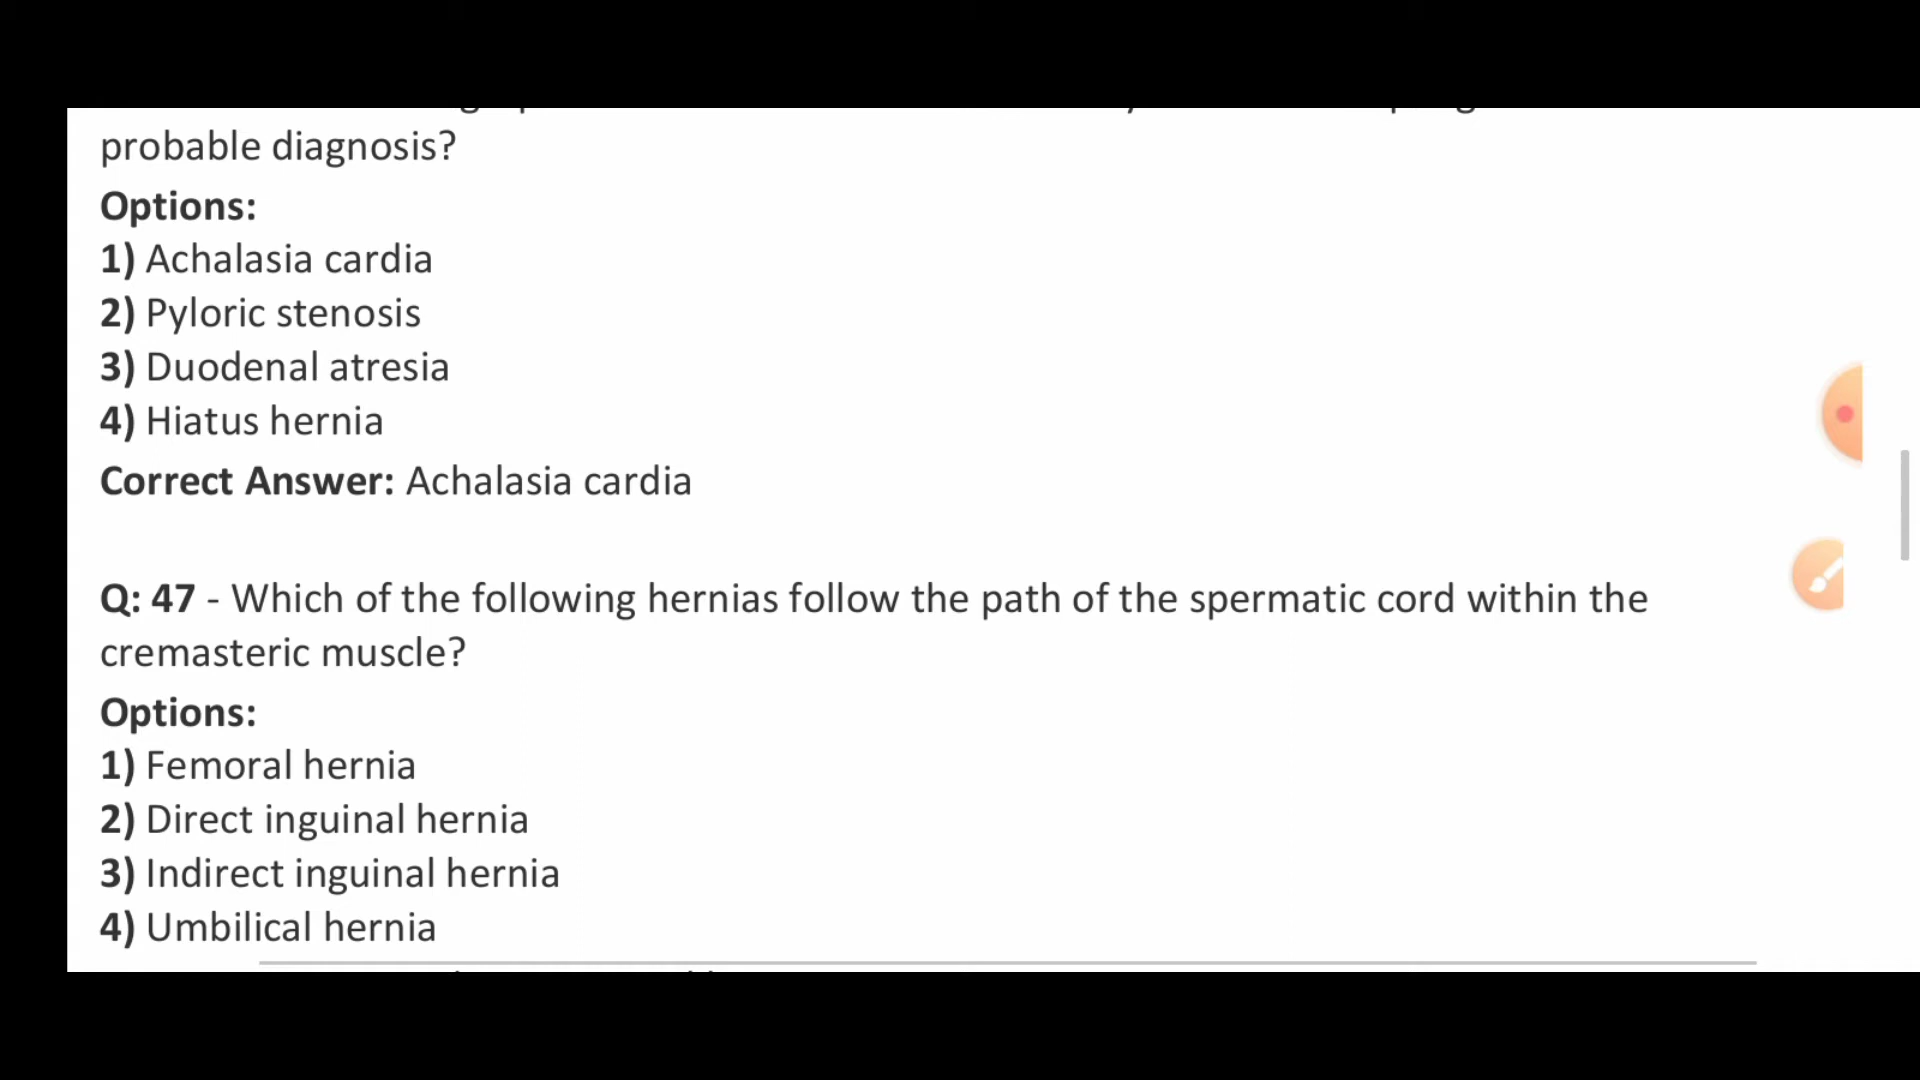 probable diagnosis?
Options:
1) Achalasia cardia
2) Pyloric stenosis
3) Duodenal atresia
4) Hiatus hernia
Correct Answer: Achalasia cardia
Q: 47 - Which of the following hernias follow the path of the spermatic cord within the
cremasteric muscle?
Options:
1) Femoral hernia
2) Direct inguinal hernia
3) Indirect inguinal hernia
4) Umbilical hernia